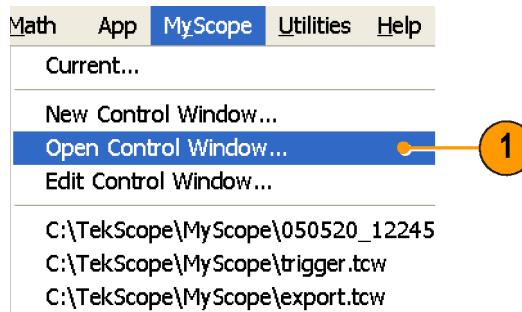 Math App MyScope Utilities Help
Current...
New Control Window...
Open Control Window...
1
Edit Control Window...
C:\TekScope\MyScope\050520_12245
C:\TekScope\MyScope\trigger.tcw
C:\TekScope\MyScope\export.tcw